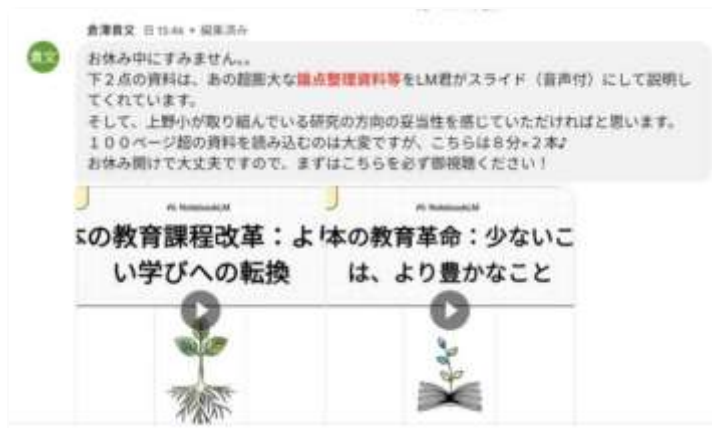 倉澤貴文 日 15:46 • 編集済み
貴文
お休み中にすみません。。
下2点の資料は、あの超膨大な論点整理資料等をLM君がスライド（音声付）にして説明し
てくれています。
そして、上野小が取り組んでいる研究の方向の妥当性を感じていただければと思います。
１００ページ超の資料を読み込むのは大変ですが、こちらは８分×２本♪
お休み開けで大丈夫ですので、まずはこちらを必ず御視聴ください！
NotebookLM
の教育課程改革：よ
い学びへの転換
NotebookLM
本の教育革命：少ないこ
は、より豊かなこと